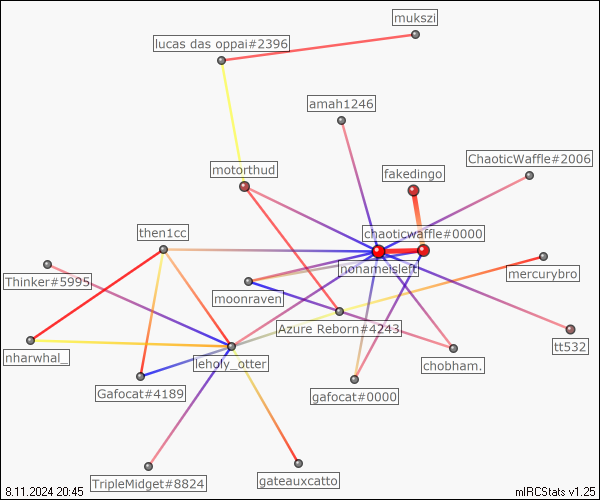 mukszi
lucas das oppai#2396
amah1246
ChaoticWaffle#2006
motorthud
fakedingo
then1cc
chaoticwaffle#0000
nonameisleft
mercurybro
Thinker#5995
moonraven
Azure Reborn#4243
tt532
nharwhal_
leholy_otter
chobham.
Gafocat#4189
gafocat#0000
TripleMidget#8824
gateauxcatto
8.11.2024 20:45
mIRCStats v1.25